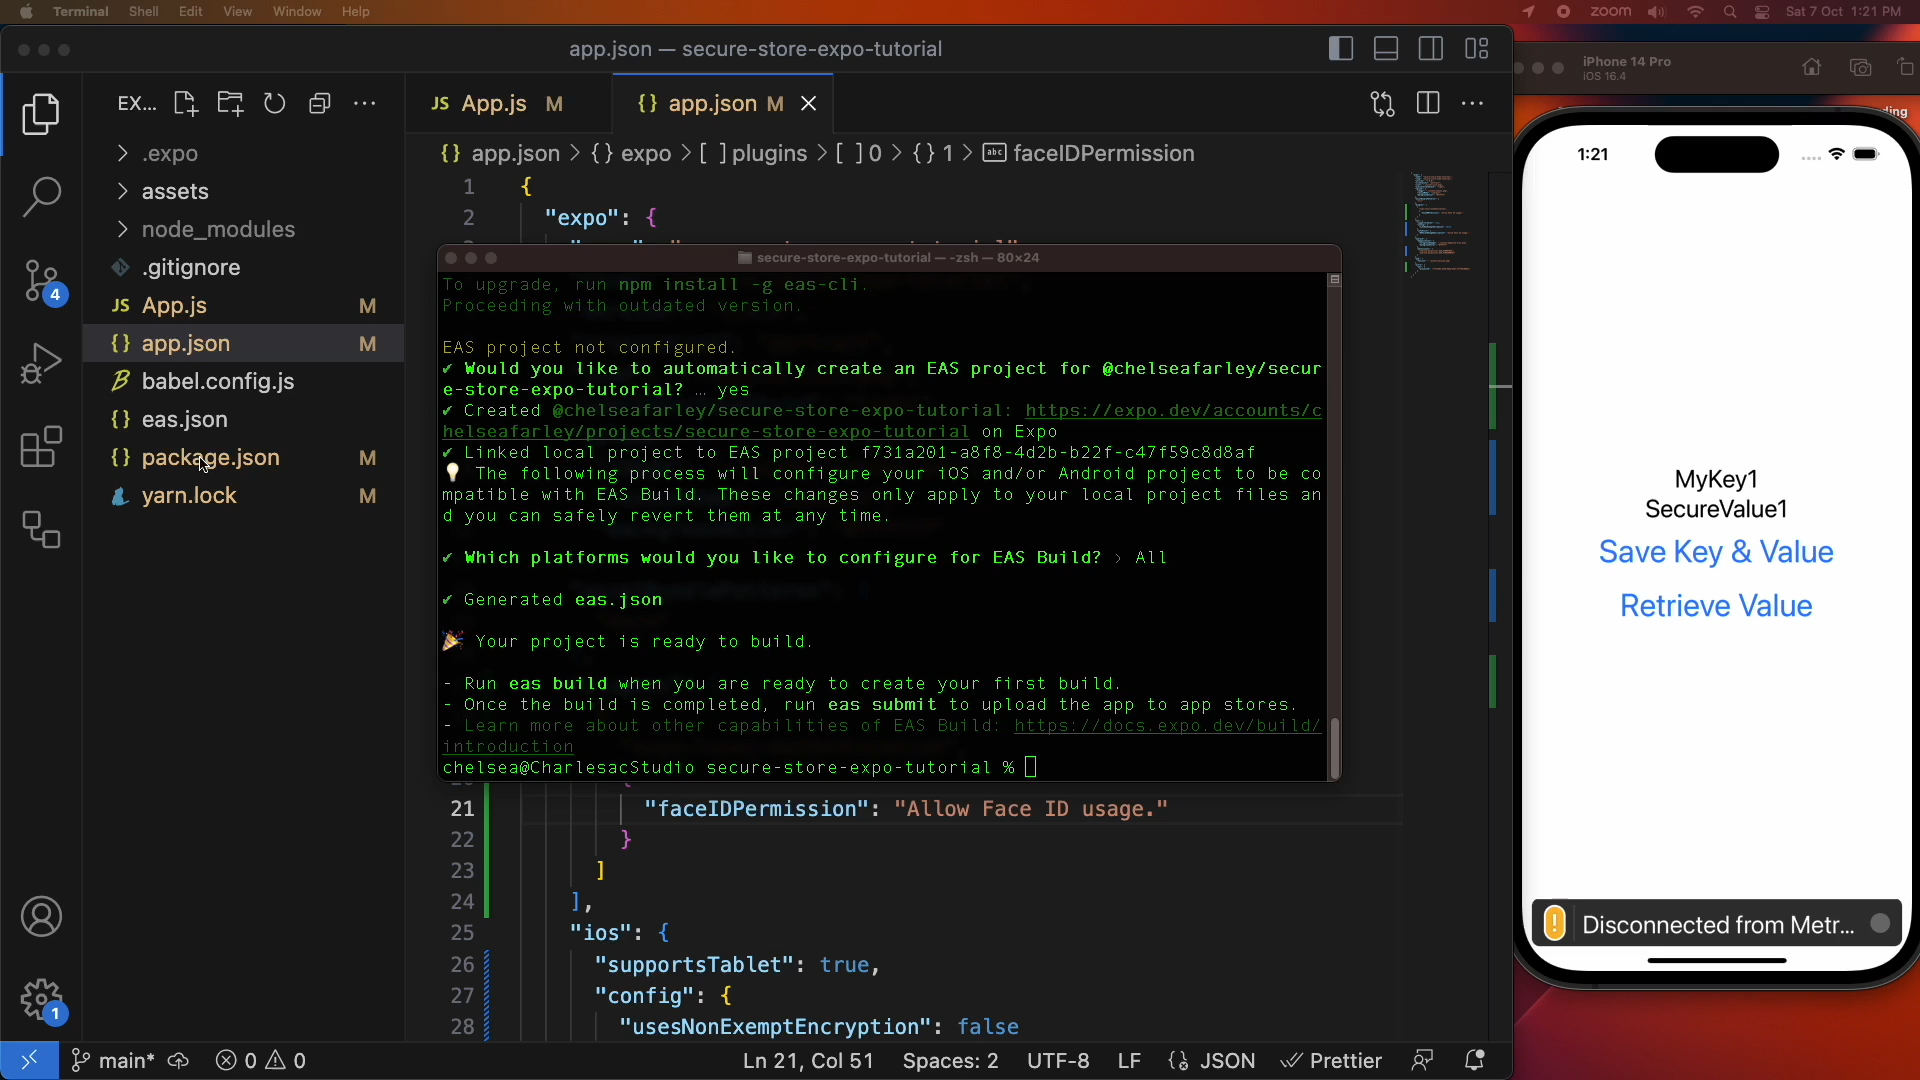 Terminal Shell Edit View Window Help
zoom Sat 7 Oct 1:21 PM
app.json — secure-store-expo-tutorial
iPhone 14 Pro
iOS 16.4
EX...
JS App.js M
{} app.json M
{} app.json > {} expo > [ ] plugins > [ ] 0 > {} 1 > abc faceIDPermission
.expo
assets
node_modules
.gitignore
JS App.js M
{} app.json M
babel.config.js
{} eas.json
{} package.json M
yarn.lock M
4
1
1 {
2 "expo": {
secure-store-expo-tutorial — -zsh — 80×24
To upgrade, run npm install -g eas-cli.
Proceeding with outdated version.
EAS project not configured.
✔ Would you like to automatically create an EAS project for @chelseafarley/secur
e-store-expo-tutorial? … yes
✔ Created @chelseafarley/secure-store-expo-tutorial: https://expo.dev/accounts/c
helseafarley/projects/secure-store-expo-tutorial on Expo
✔ Linked local project to EAS project f731a201-a8f8-4d2b-b22f-c47f59c8d8af
💡 The following process will configure your iOS and/or Android project to be co
mpatible with EAS Build. These changes only apply to your local project files an
d you can safely revert them at any time.
✔ Which platforms would you like to configure for EAS Build? › All
✔ Generated eas.json
🎉 Your project is ready to build.
- Run eas build when you are ready to create your first build.
- Once the build is completed, run eas submit to upload the app to app stores.
- Learn more about other capabilities of EAS Build: https://docs.expo.dev/build/
introduction
chelsea@CharlesacStudio secure-store-expo-tutorial %
21 "faceIDPermission": "Allow Face ID usage."
22 }
23 ]
24 ],
25 "ios": {
26 "supportsTablet": true,
27 "config": {
28 "usesNonExemptEncryption": false
main* 0 0
Ln 21, Col 51 Spaces: 2 UTF-8 LF {} JSON Prettier
1:21
MyKey1
SecureValue1
Save Key & Value
Retrieve Value
! Disconnected from Metr...